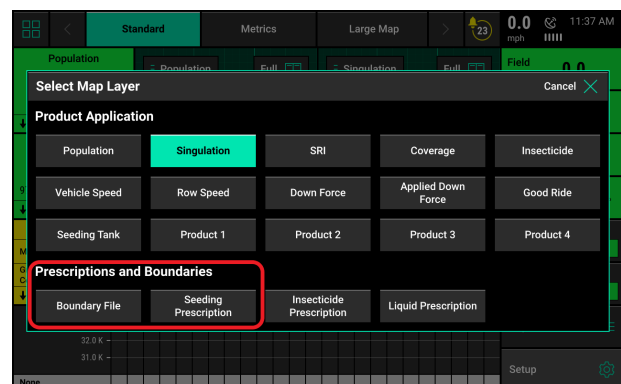 Standard Metrics Large Map 23 0.0 mph 11:37 AM
Population Population Full Singulation Full Field 0.0
Select Map Layer Cancel
Product Application
Population Singulation SRI Coverage Insecticide
Vehicle Speed Row Speed Down Force Applied Down Force Good Ride
Seeding Tank Product 1 Product 2 Product 3 Product 4
Prescriptions and Boundaries
Boundary File Seeding Prescription Insecticide Prescription Liquid Prescription
32.0 K
31.0 K
None
Setup